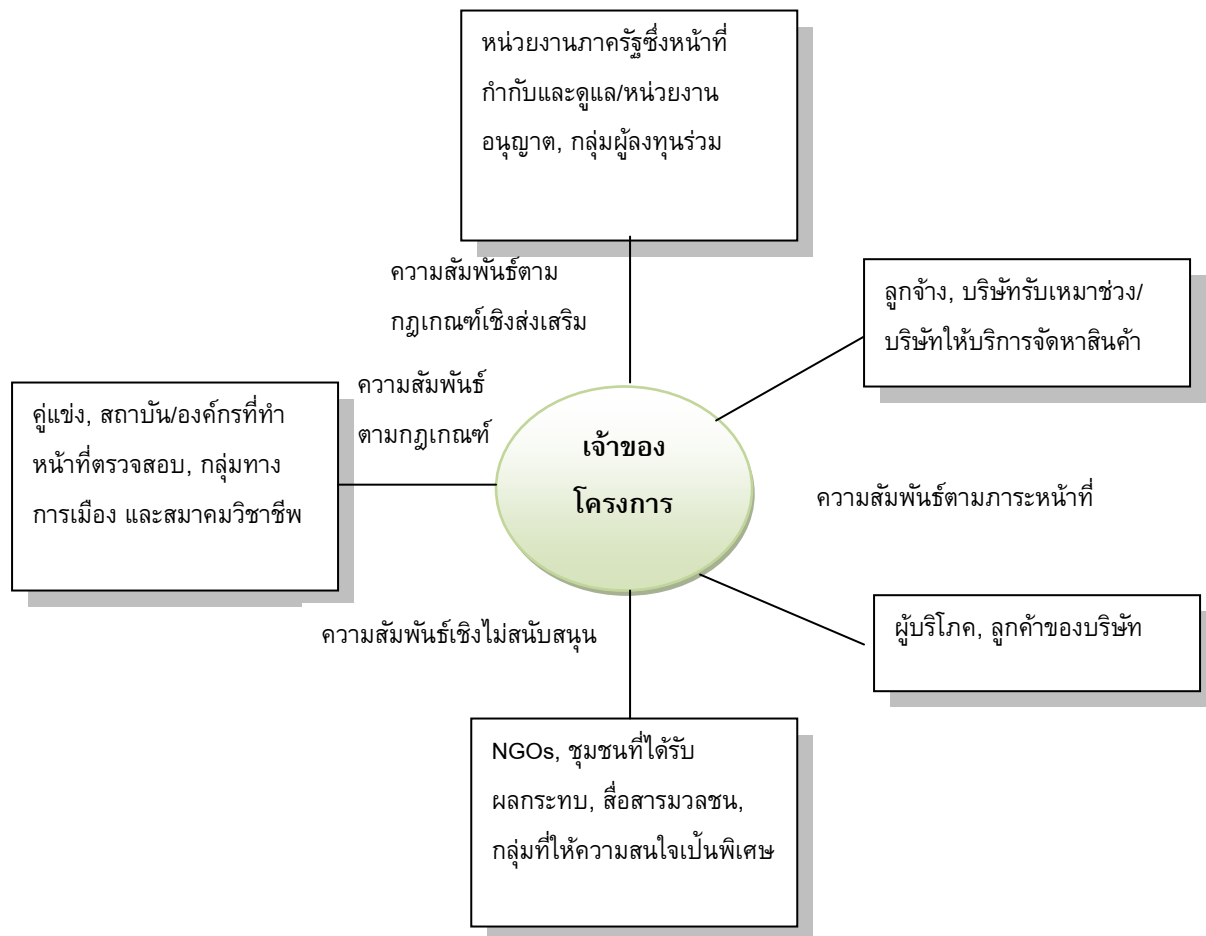 หน่วยงานภาครัฐซึ่งหน้าที่
กำกับและดูแล/หน่วยงาน
อนุญาต, กลุ่มผู้ลงทุนร่วม
ความสัมพันธ์ตาม
กฎเกณฑ์เชิงส่งเสริม
ลูกจ้าง, บริษัทรับเหมาช่วง/
บริษัทให้บริการจัดหาสินค้า
ความสัมพันธ์
ตามกฎเกณฑ์
คู่แข่ง, สถาบัน/องค์กรที่ทำ
หน้าที่ตรวจสอบ, กลุ่มทาง
การเมือง และสมาคมวิชาชีพ
เจ้าของ
โครงการ
ความสัมพันธ์ตามภาระหน้าที่
ความสัมพันธ์เชิงไม่สนับสนุน
ผู้บริโภค, ลูกค้าของบริษัท
NGOs, ชุมชนที่ได้รับ
ผลกระทบ, สื่อสารมวลชน,
กลุ่มที่ให้ความสนใจเป้นพิเศษ